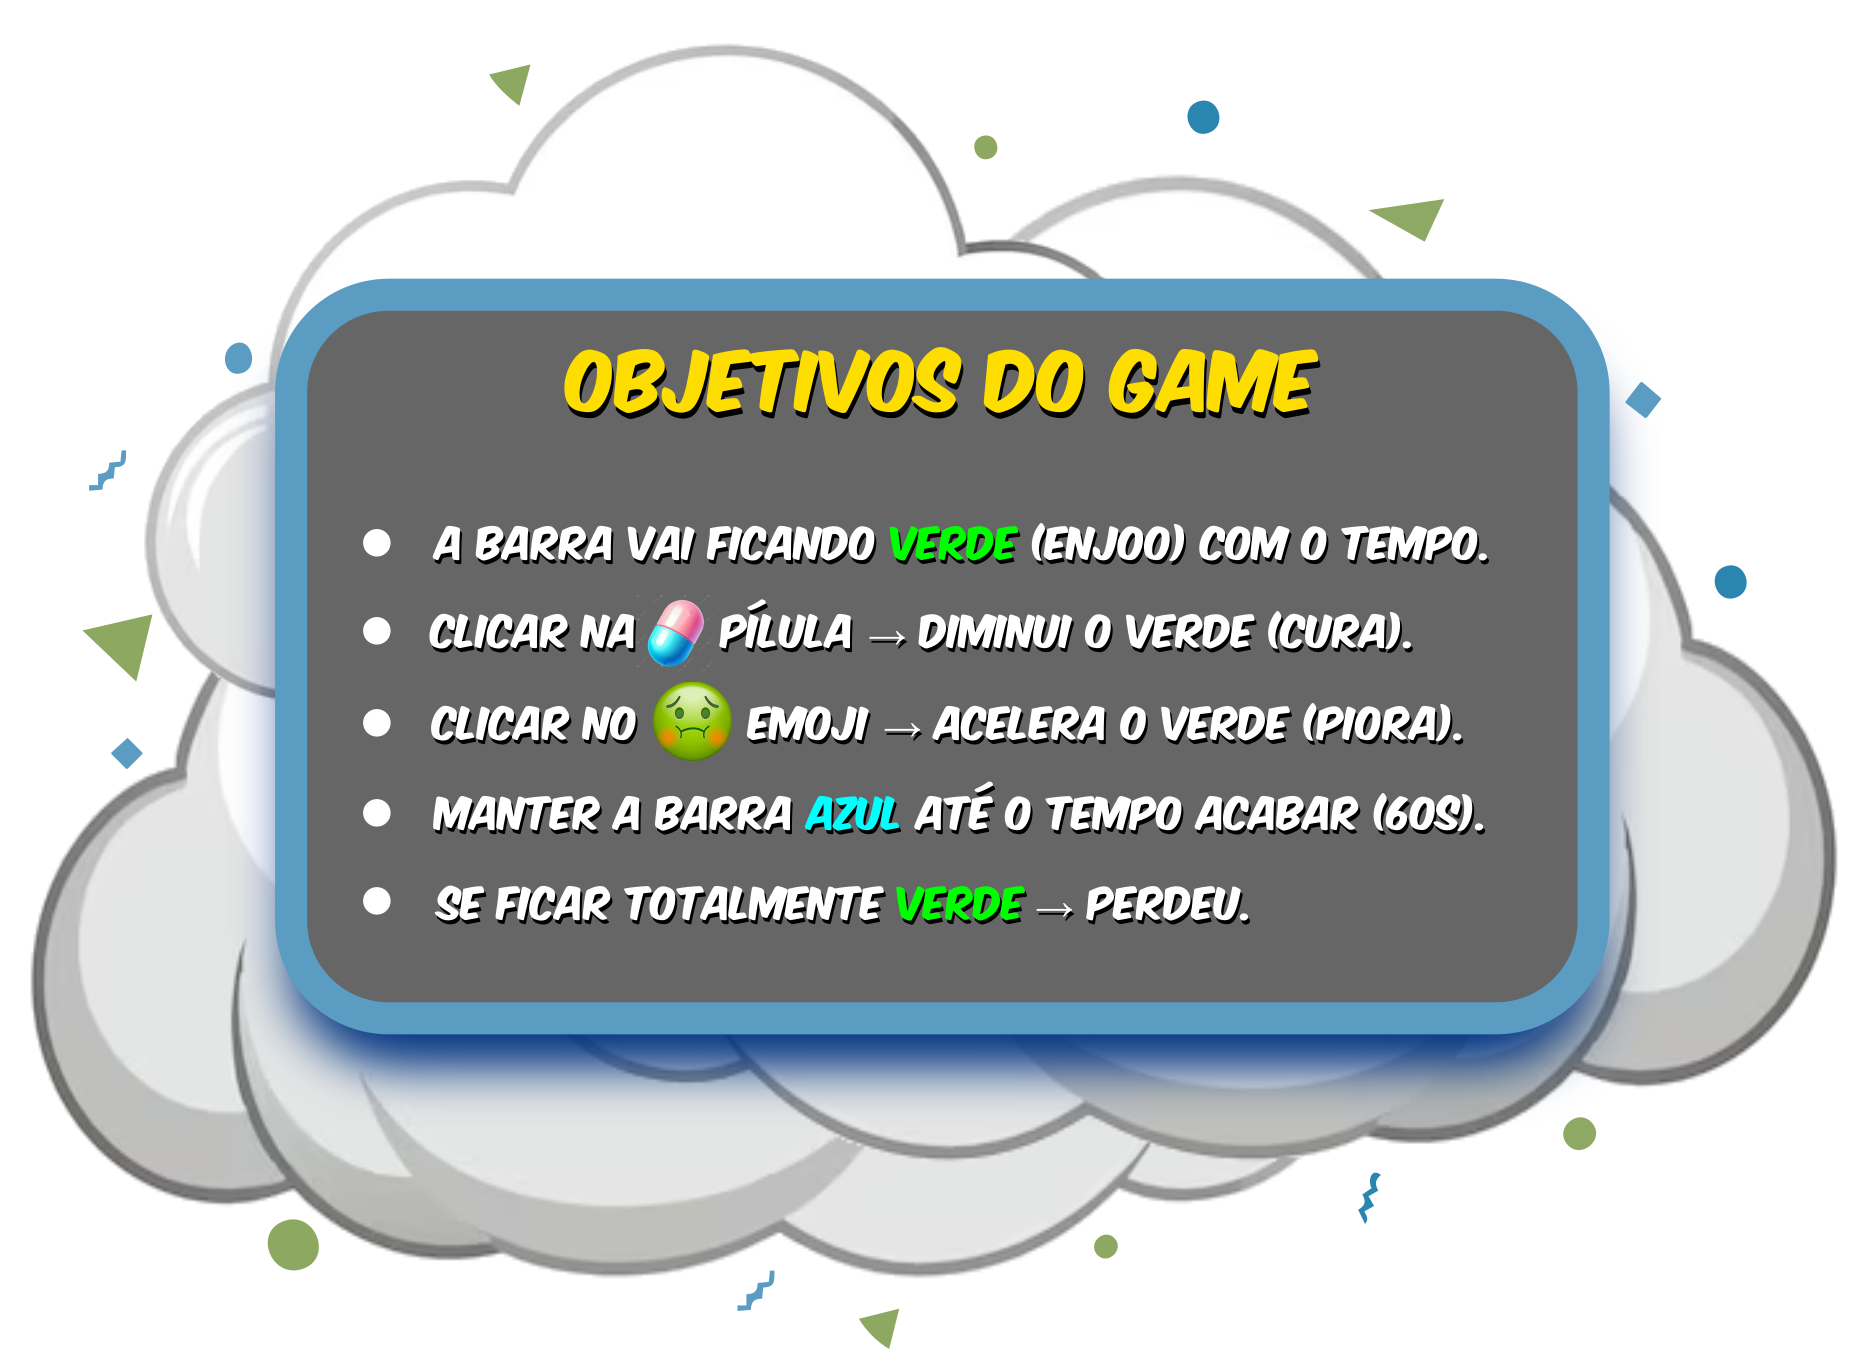 OBJETIVOS DO GAME
● A BARRA VAI FICANDO VERDE (ENJOO) COM O TEMPO.
● CLICAR NA 💊 PÍLULA → DIMINUI O VERDE (CURA).
● CLICAR NO 🤢 EMOJI → ACELERA O VERDE (PIORA).
● MANTER A BARRA AZUL ATÉ O TEMPO ACABAR (60S).
● SE FICAR TOTALMENTE VERDE → PERDEU.